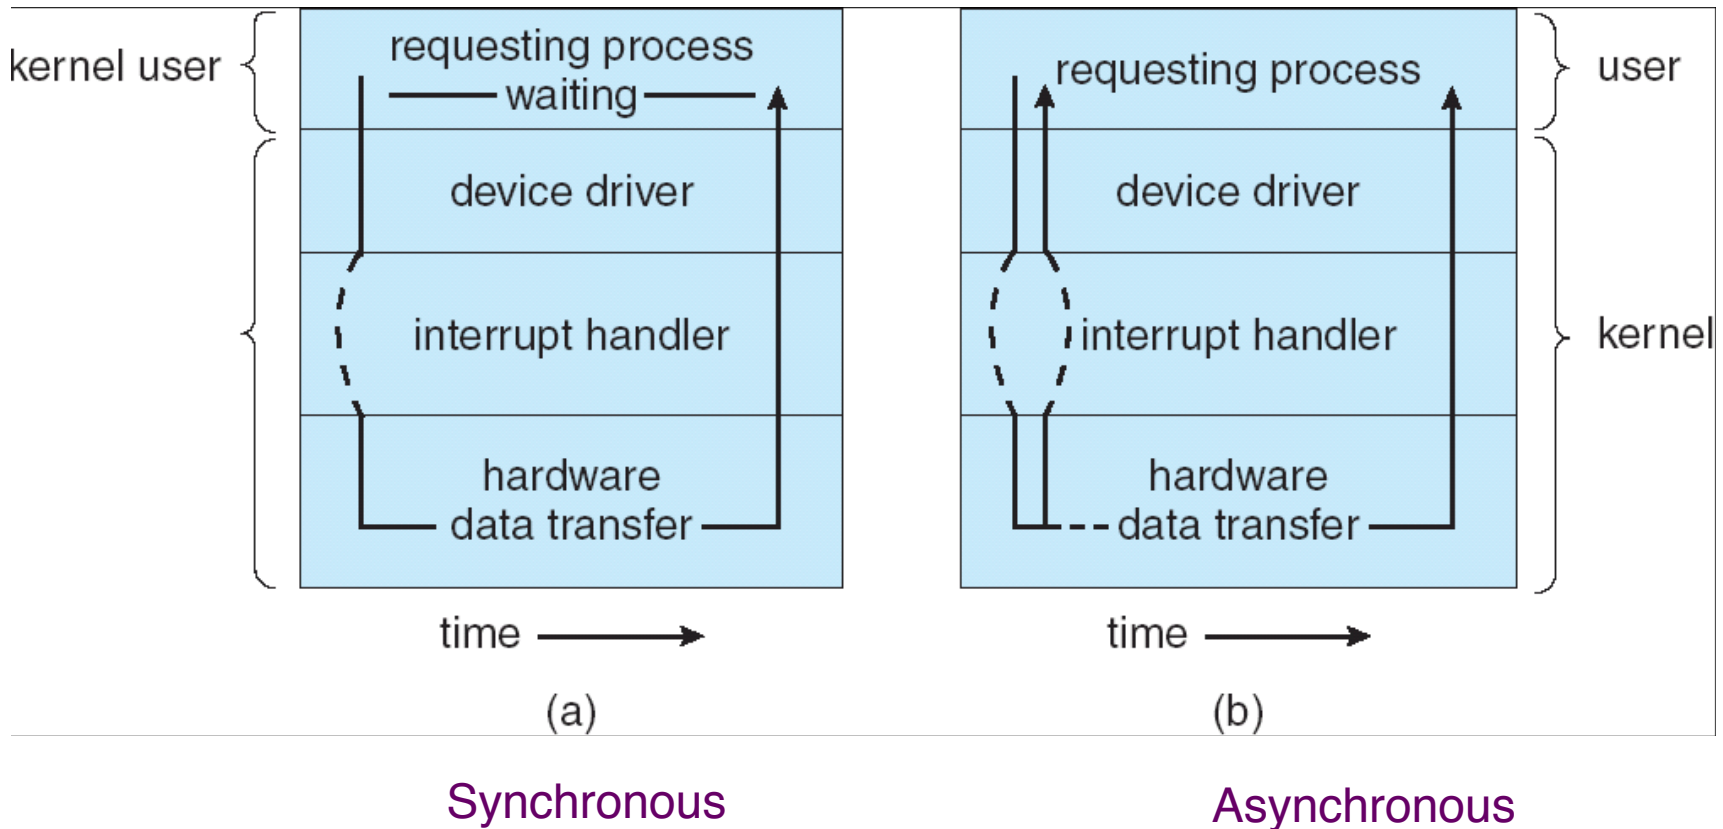 kernel user
requesting process
waiting
device driver
interrupt handler
hardware
data transfer
time
(a)
Synchronous
requesting process
device driver
interrupt handler
hardware
data transfer
time
(b)
Asynchronous
user
kernel